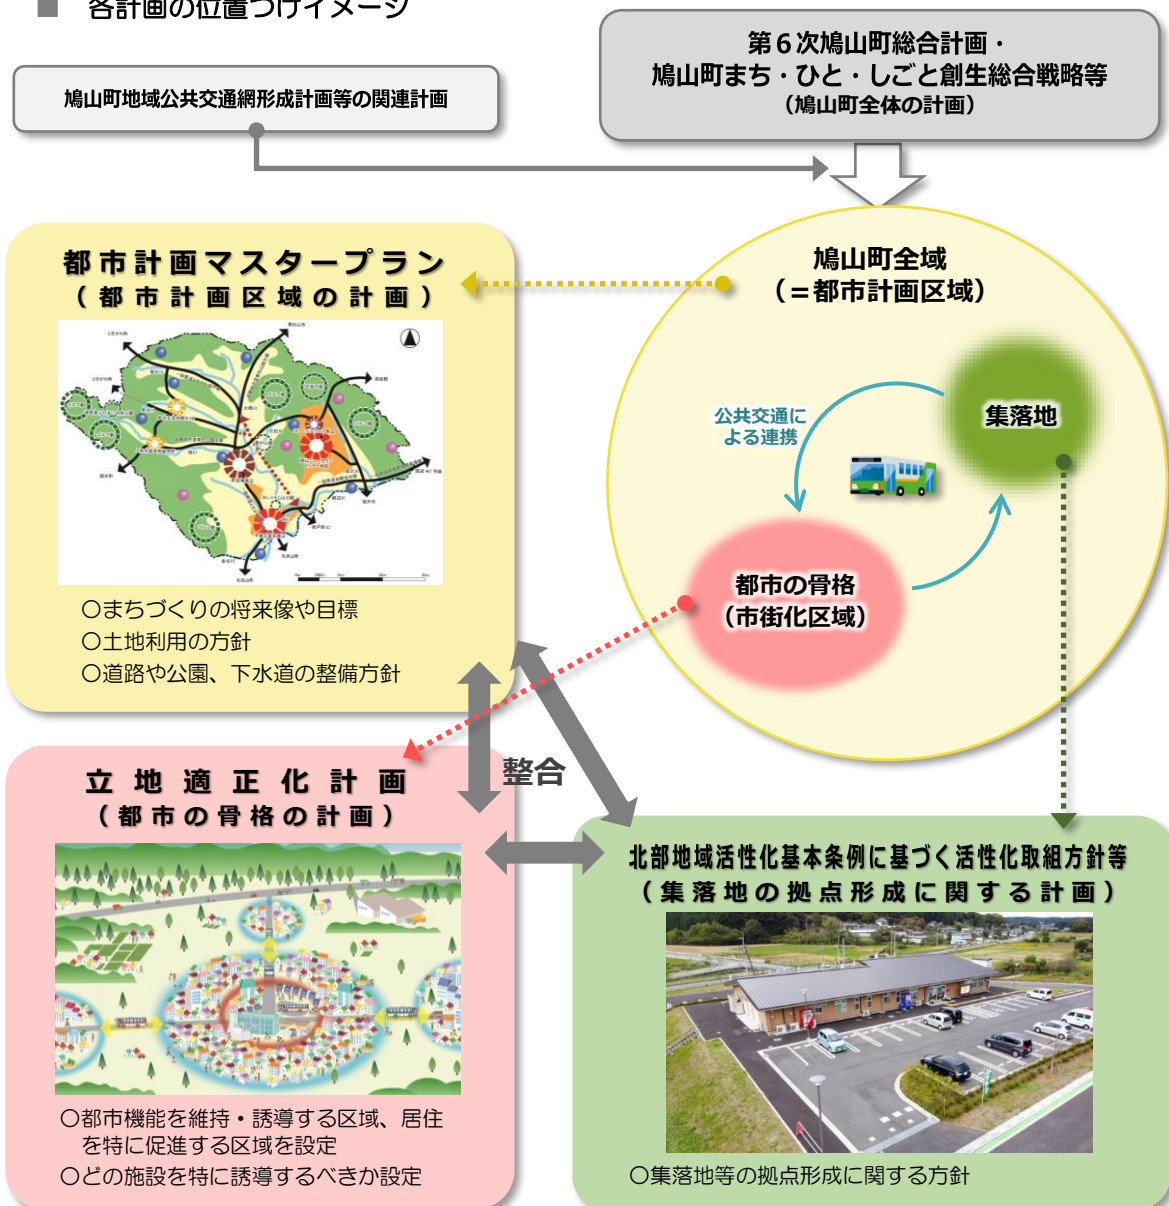 ■ 各計画の位置づけイメージ
第6次鳩山町総合計画・
鳩山町まち・ひと・しごと創生総合戦略等
（鳩山町全体の計画）
鳩山町地域公共交通網形成計画等の関連計画
都市計画マスタープラン
（都市計画区域の計画）
○まちづくりの将来像や目標
○土地利用の方針
○道路や公園、下水道の整備方針
鳩山町全域
（＝都市計画区域）
集落地
公共交通に
よる連携
都市の骨格
（市街化区域）
整合
立地適正化計画
（都市の骨格の計画）
○都市機能を維持・誘導する区域、居住
を特に促進する区域を設定
○どの施設を特に誘導するべきか設定
北部地域活性化基本条例に基づく活性化取組方針等
（集落地の拠点形成に関する計画）
○集落地等の拠点形成に関する方針